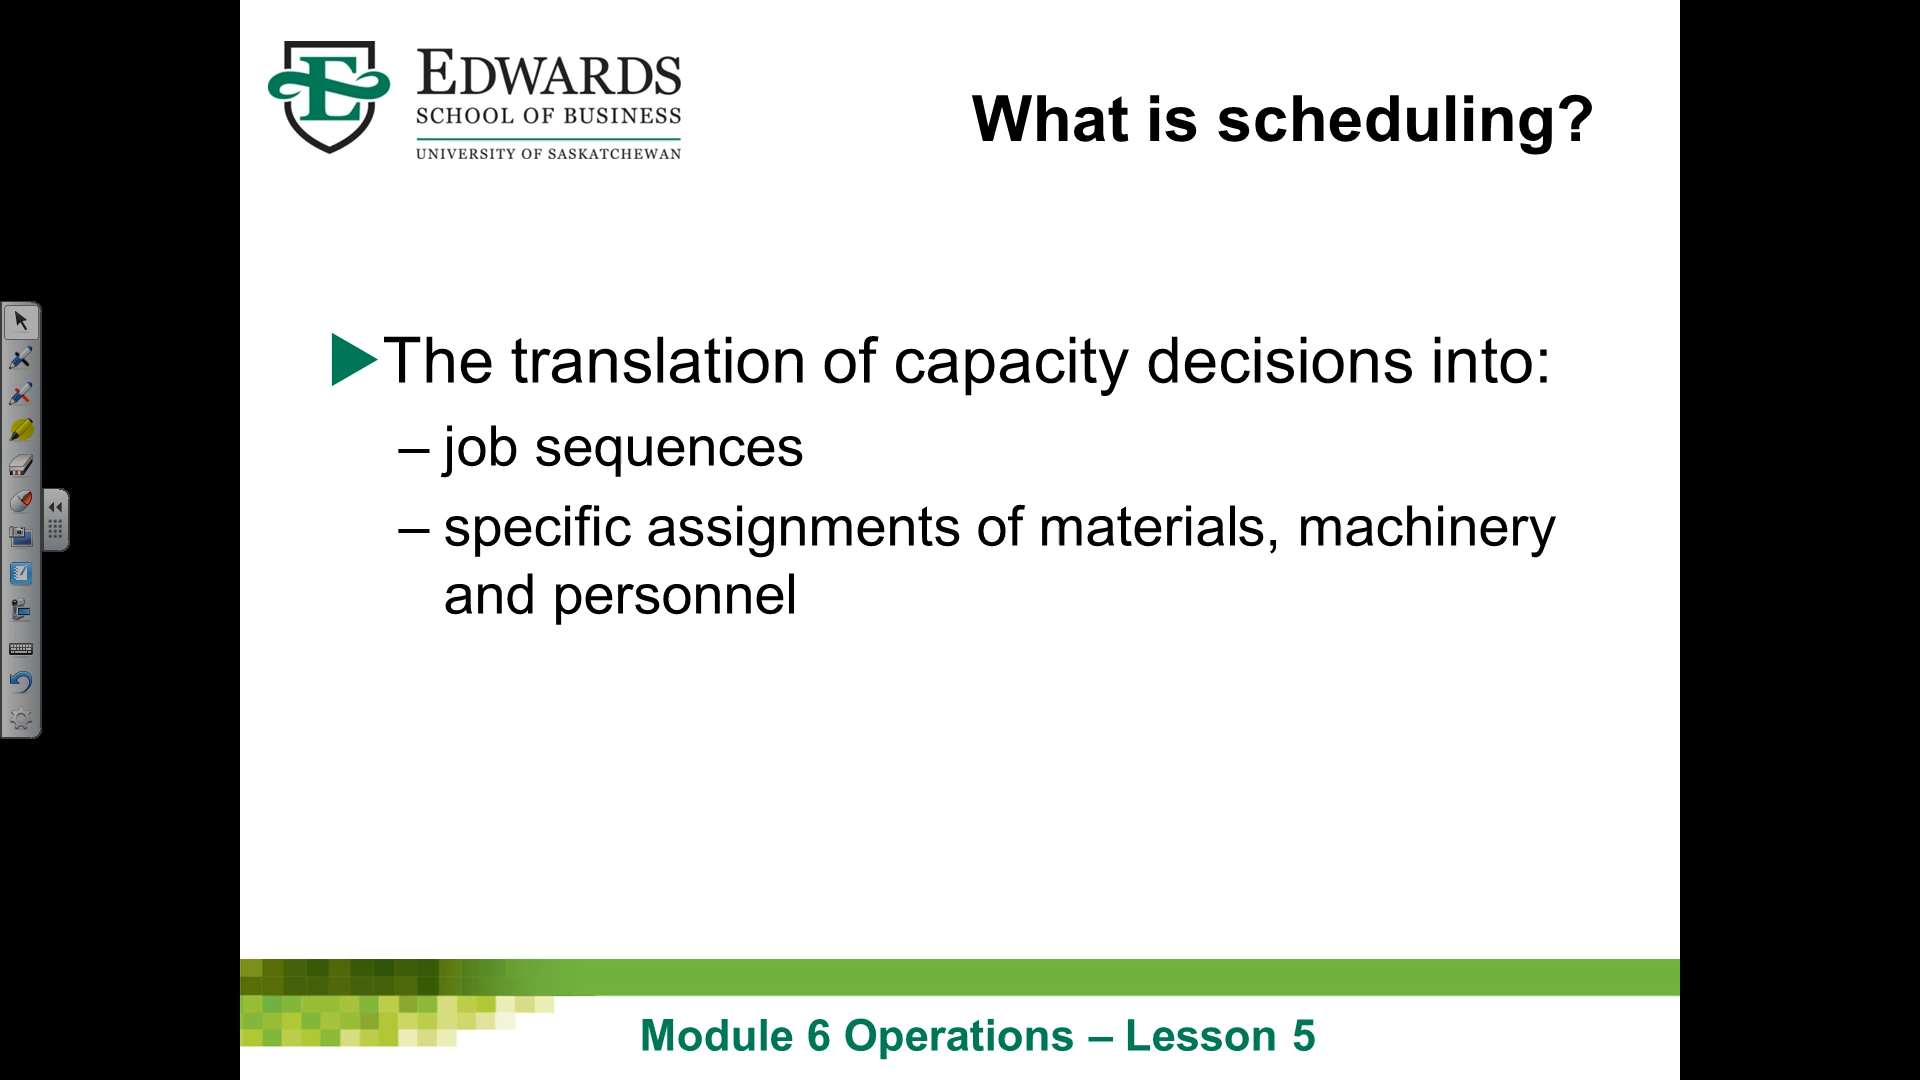 EDWARDS
SCHOOL OF BUSINESS
UNIVERSITY OF SASKATCHEWAN
What is scheduling?
The translation of capacity decisions into:
– job sequences
– specific assignments of materials, machinery
and personnel
Module 6 Operations – Lesson 5